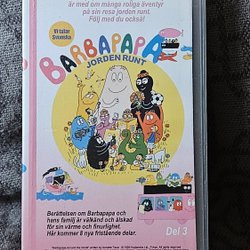 är med om många roliga äventyr
på sin resa jorden runt.
Följ med du också!
Vi talar
Svenska
BARBAPAPA
JORDEN RUNT
Berättelsen om Barbapapa och
hens familj är välkänd och älskad
för sin värme och finurlighet.
Här kommer 8 nya fristående delar.
Del 3